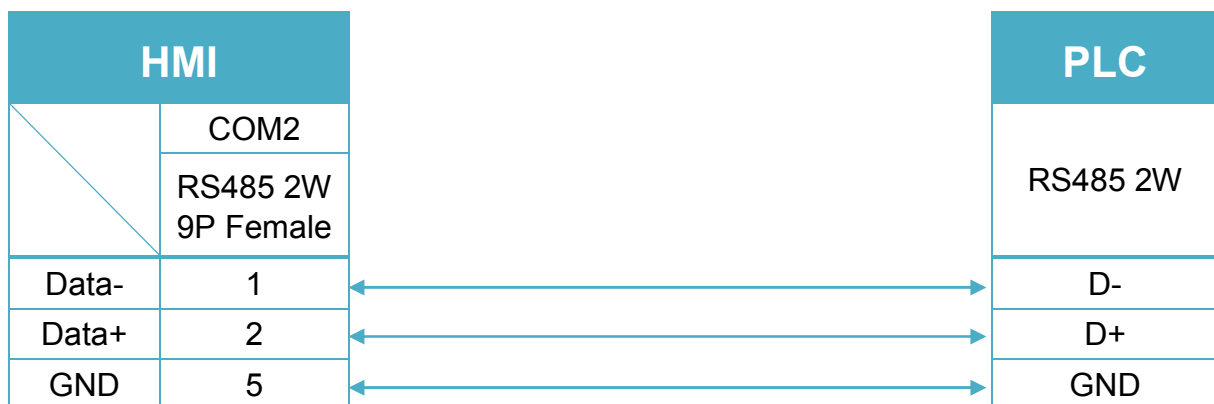 HMI
PLC
COM2
RS485 2W
9P Female
RS485 2W
Data- 1 D-
Data+ 2 D+
GND 5 GND